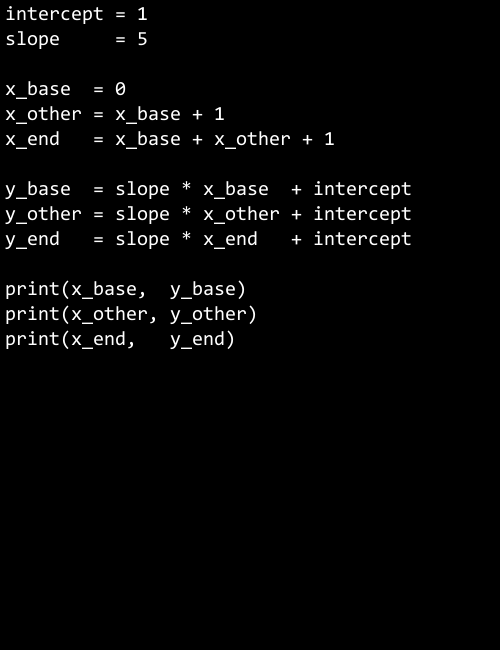 intercept = 1
slope     = 5

x_base  = 0
x_other = x_base + 1
x_end   = x_base + x_other + 1

y_base  = slope * x_base  + intercept
y_other = slope * x_other + intercept
y_end   = slope * x_end   + intercept

print(x_base,  y_base)
print(x_other, y_other)
print(x_end,   y_end)